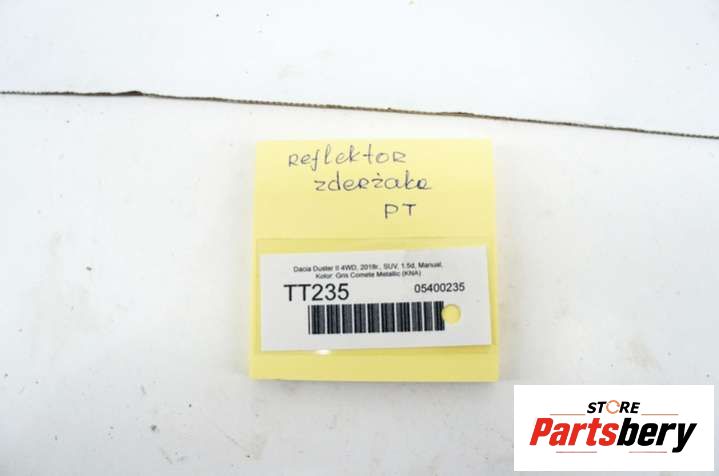 reflektor
zderżaka
PT
Dacia Duster II 4WD, 2018r., SUV, 1.5d, Manual,
Kolor: Gris Comete Metallic (KNA)
TT235 05400235
STORE
Partsbery